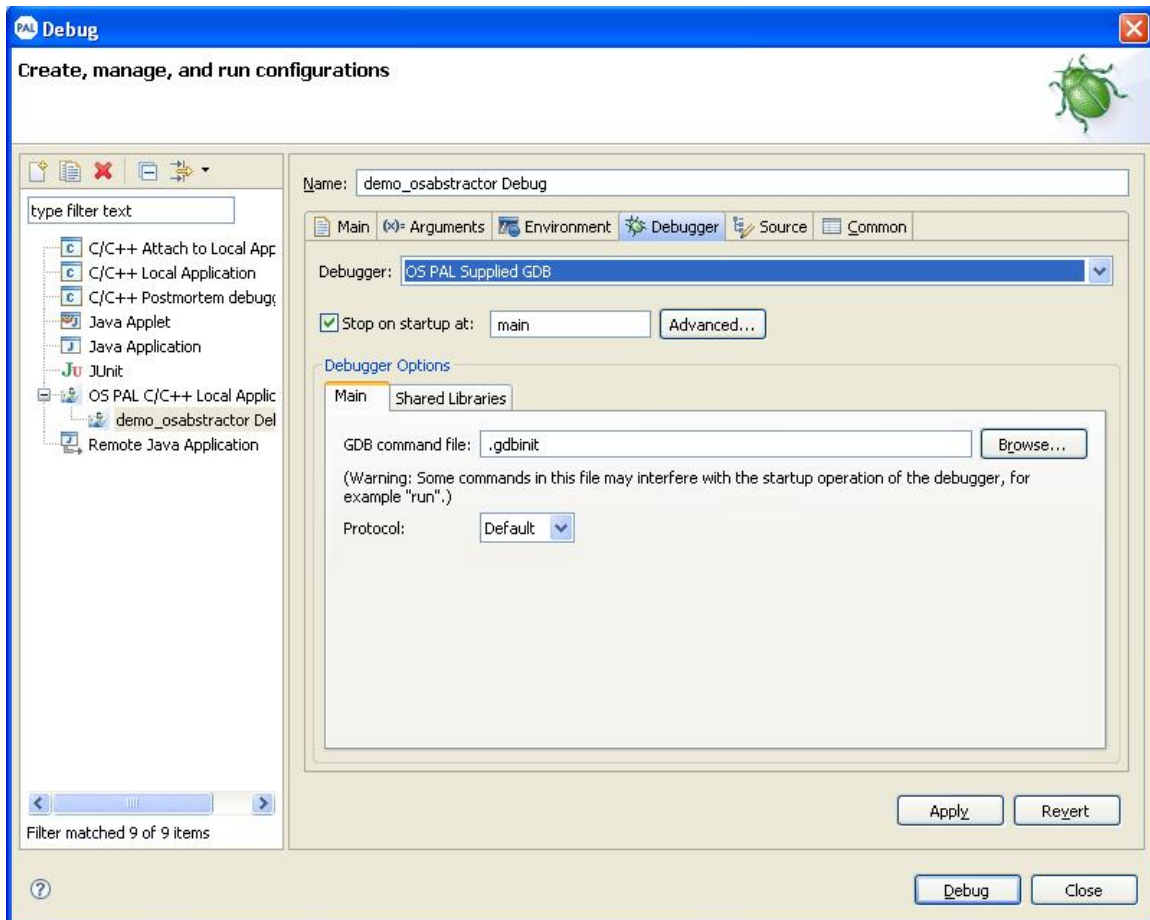 PAL Debug
Create, manage, and run configurations
type filter text
C/C++ Attach to Local App
C/C++ Local Application
C/C++ Postmortem debugg
Java Applet
Java Application
Ju JUnit
OS PAL C/C++ Local Applic
demo_osabstractor Del
Remote Java Application
Filter matched 9 of 9 items
Name: demo_osabstractor Debug
Main (x)= Arguments Environment Debugger Source Common
Debugger: OS PAL Supplied GDB
Stop on startup at: main Advanced...
Debugger Options
Main Shared Libraries
GDB command file: .gdbinit Browse...
(Warning: Some commands in this file may interfere with the startup operation of the debugger, for
example "run".)
Protocol: Default
Apply Revert
Debug Close